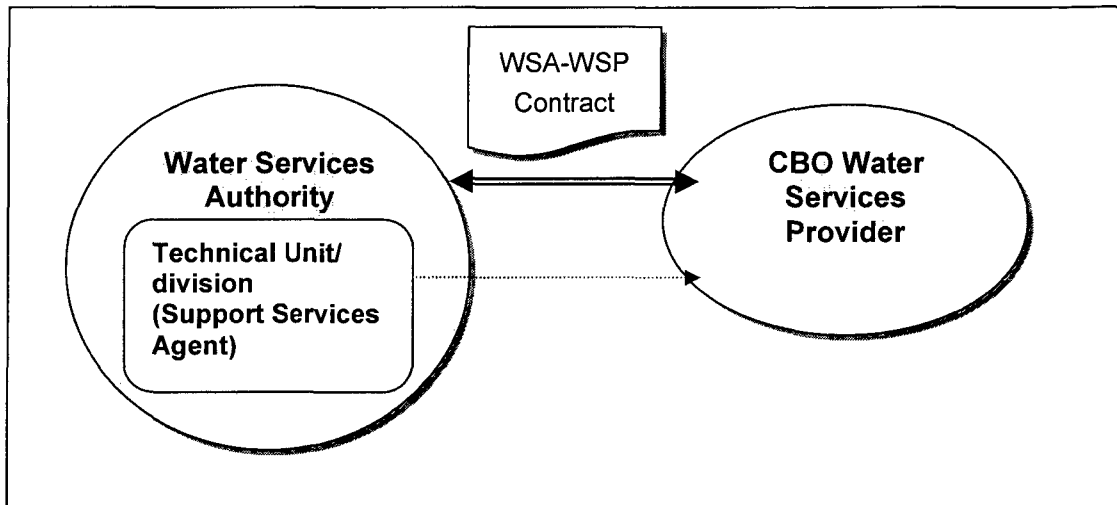 WSA-WSP
Contract
Water Services
Authority
Technical Unit/
division
(Support Services
Agent)
CBO Water
Services
Provider